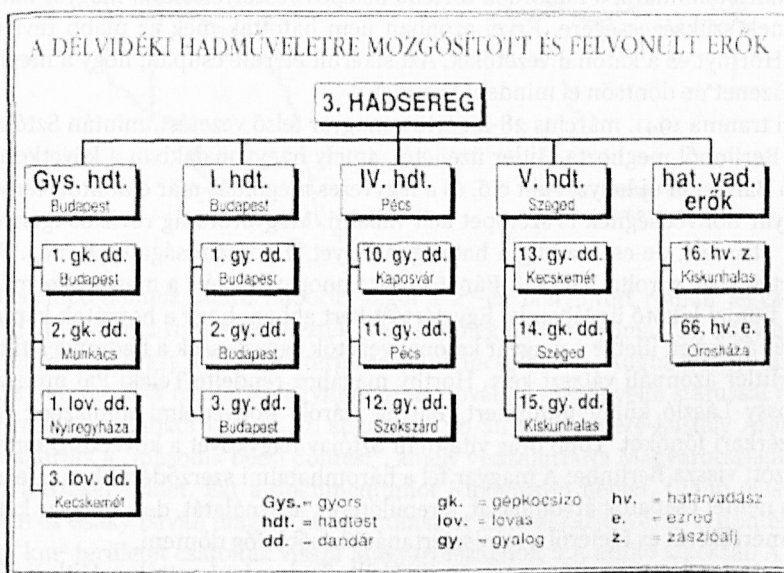 A DÉLVIDÉKI HADMŰVELETRE MOZGÓSÍTOTT ÉS FELVONULT ERŐK
3. HADSEREG
Gys. hdt.
Budapest
1. gk. dd.
Budapest
2. gk. dd.
Munkács
1. lov. dd
Nyiregyháza
3. lov. dd.
Kecskemét
I. hdt.
Budapest
1. gy. dd.
Budapest
2. gy. dd.
Budapest
3. gy. dd
Budapest
IV. hdt.
Pécs
10. gy. dd.
Kaposvár
11. gy. dd.
Pécs
12. gy. dd.
Szekszárd
V. hdt.
Szeged
13. gy. dd.
Kecskemét
14. gk. dd.
Szeged
15. gy. dd.
Kiskunhalas
hat. vad.
erők
16. hv. z.
Kiskunhalas
66. hv. e.
Orosháza
Gys. = gyors
hdt. = hadtest
dd. = dandár
gk. = gépkocsizó
lov. = lovas
gy. = gyalog
hv. = határvadász
e. = ezred
z. = zászlóalj